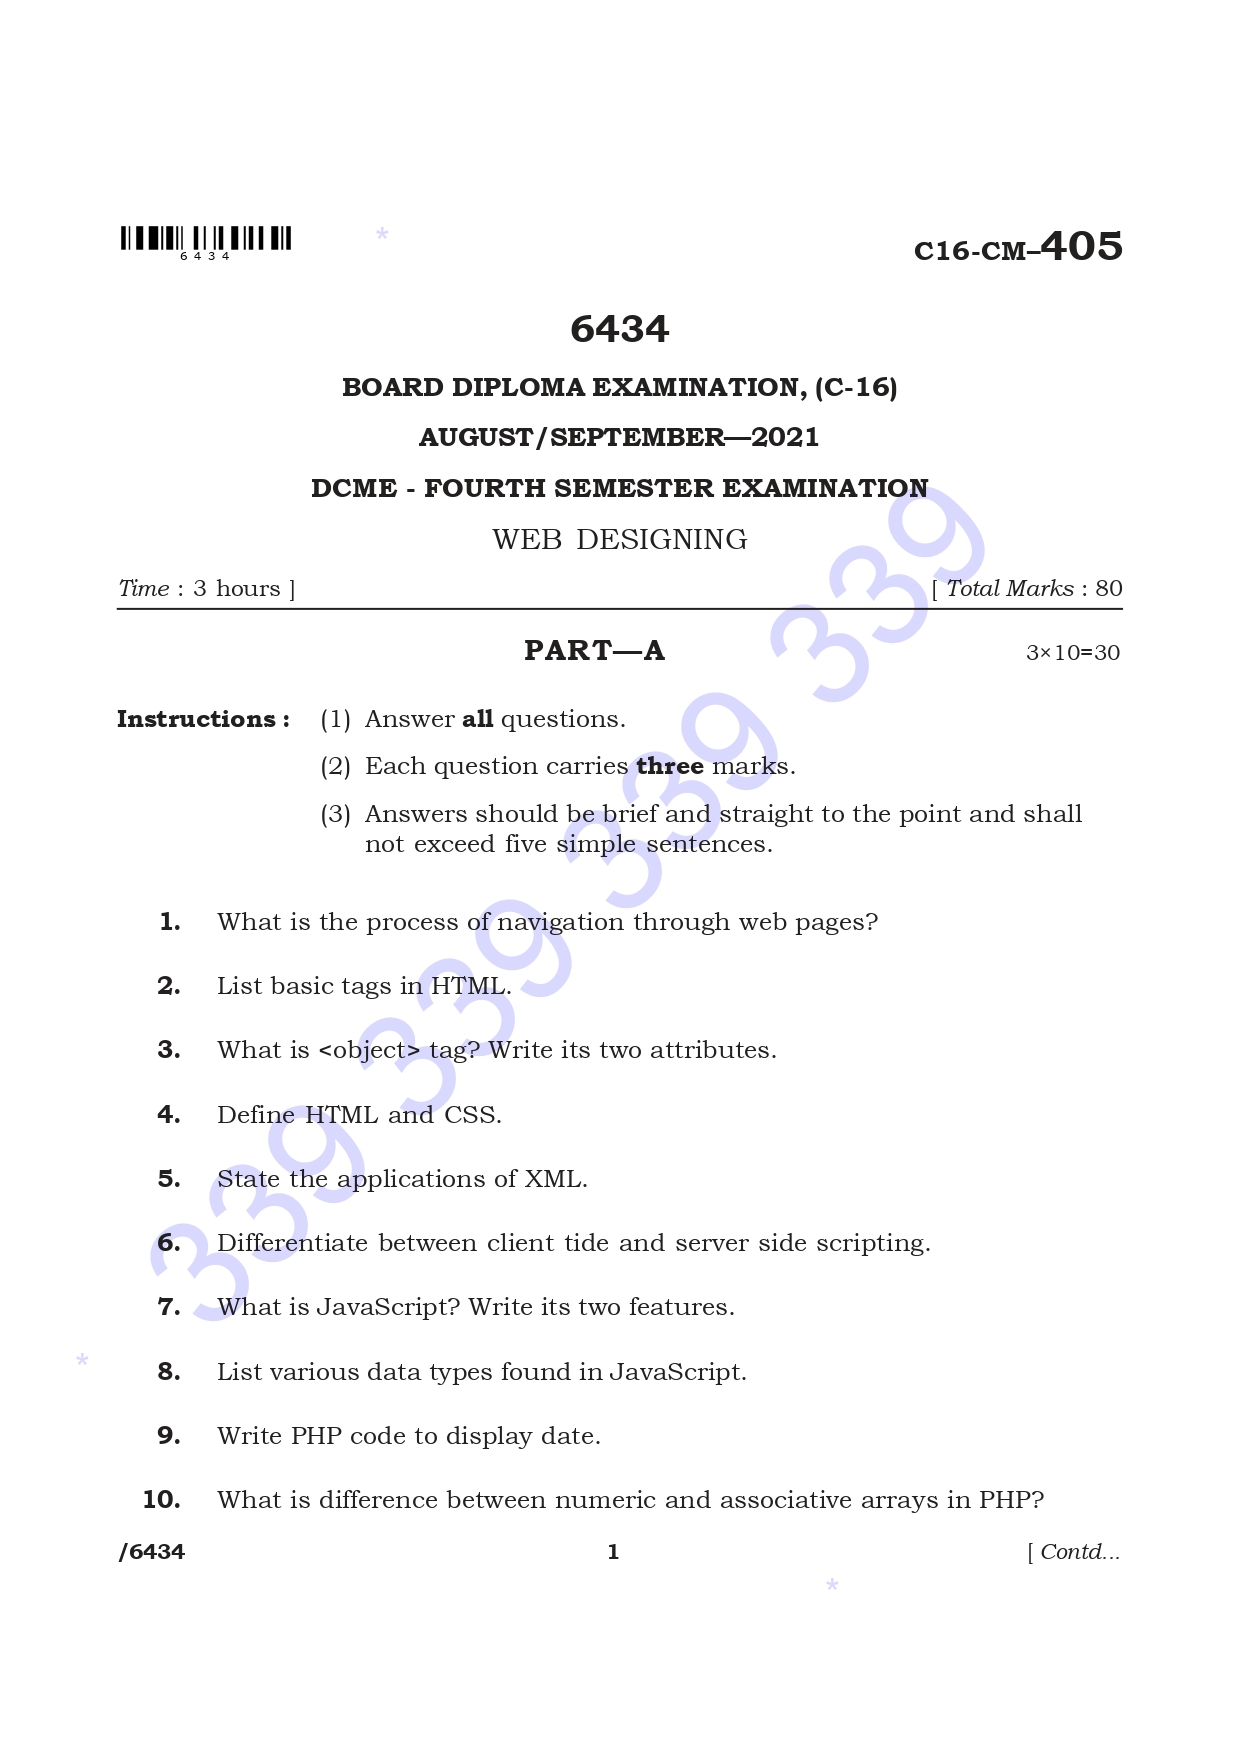 6434
*
C16-CM–405
6434
BOARD DIPLOMA EXAMINATION, (C-16)
AUGUST/SEPTEMBER—2021
DCME - FOURTH SEMESTER EXAMINATION
WEB DESIGNING
Time : 3 hours ]
[ Total Marks : 80
PART—A
3×10=30
Instructions : (1) Answer all questions.
(2) Each question carries three marks.
(3) Answers should be brief and straight to the point and shall
not exceed five simple sentences.
1. What is the process of navigation through web pages?
2. List basic tags in HTML.
3. What is <object> tag? Write its two attributes.
4. Define HTML and CSS.
5. State the applications of XML.
6. Differentiate between client tide and server side scripting.
7. What is JavaScript? Write its two features.
*
8. List various data types found in JavaScript.
9. Write PHP code to display date.
10. What is difference between numeric and associative arrays in PHP?
/6434
1
[ Contd...
*
339 339 339 339